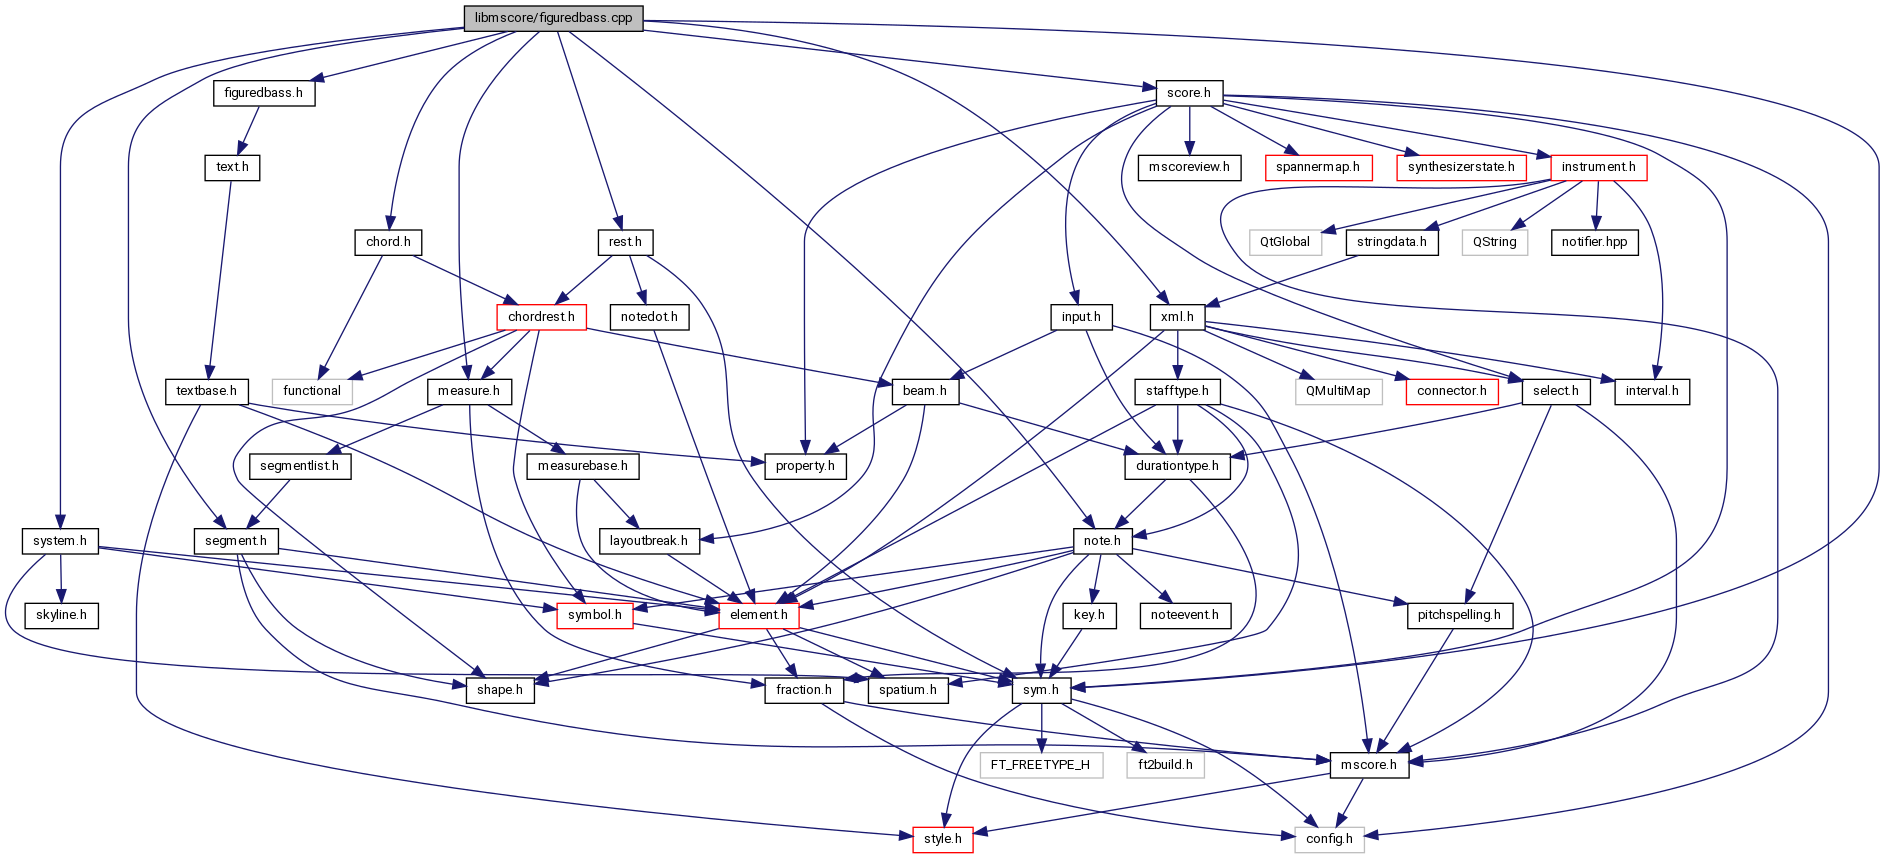 libmscore/figuredbass.cpp
figuredbass.h
score.h
text.h
mscoreview.h
spannermap.h
synthesizerstate.h
instrument.h
chord.h
rest.h
QtGlobal
stringdata.h
QString
notifier.hpp
chordrest.h
notedot.h
input.h
xml.h
textbase.h
functional
measure.h
beam.h
stafftype.h
QMultiMap
connector.h
select.h
interval.h
segmentlist.h
measurebase.h
property.h
durationtype.h
system.h
segment.h
layoutbreak.h
note.h
skyline.h
symbol.h
element.h
key.h
noteevent.h
pitchspelling.h
shape.h
fraction.h
spatium.h
sym.h
FT_FREETYPE_H
ft2build.h
mscore.h
style.h
config.h